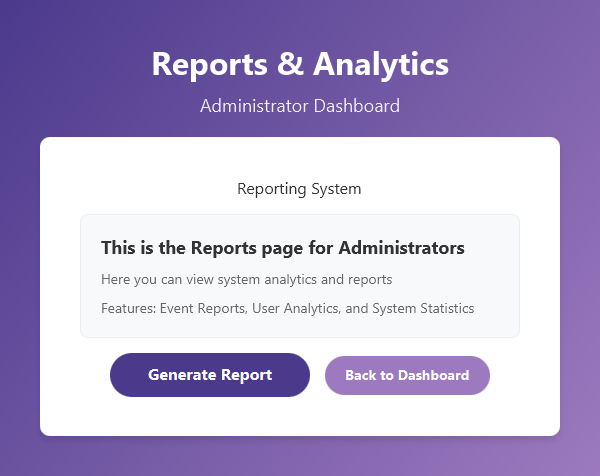 Reports & Analytics
Administrator Dashboard
Reporting System
This is the Reports page for Administrators
Here you can view system analytics and reports
Features: Event Reports, User Analytics, and System Statistics
Generate Report
Back to Dashboard